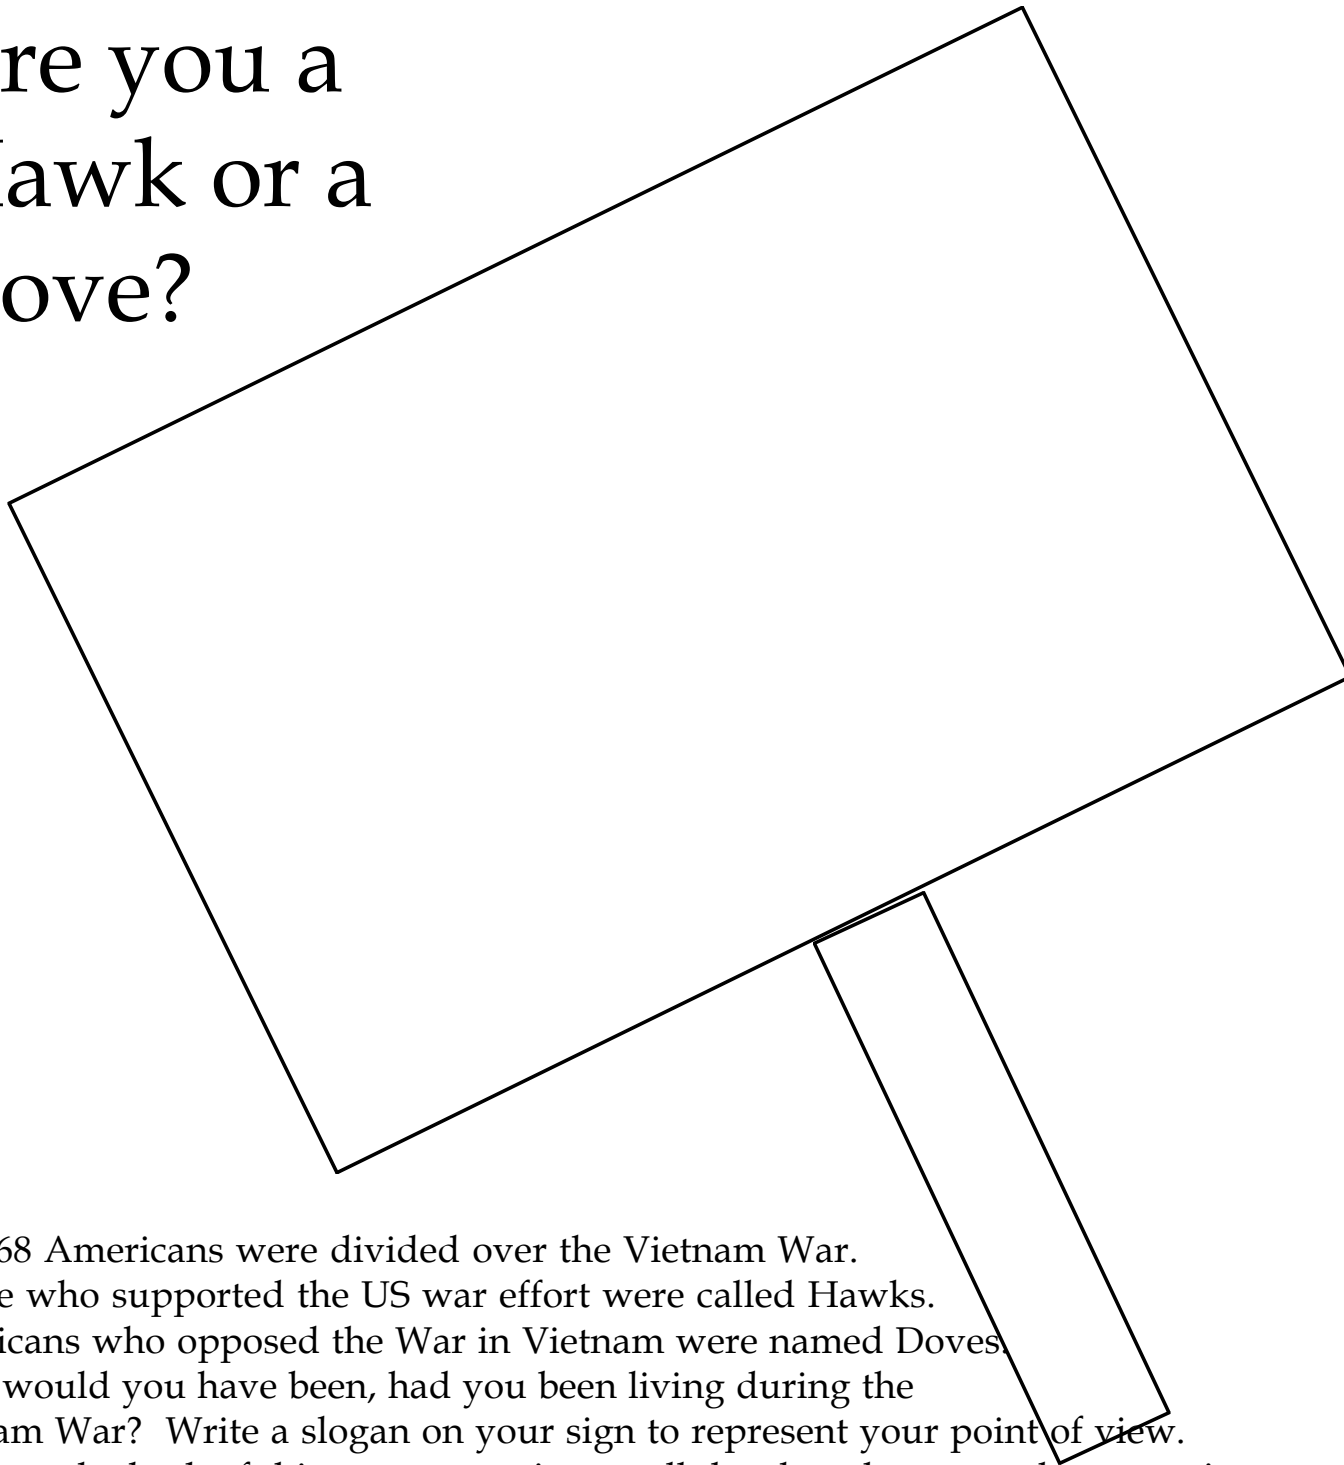 re you a
awk or a
ove?
68 Americans were divided over the Vietnam War.
e who supported the US war effort were called Hawks.
icans who opposed the War in Vietnam were named Doves.
would you have been, had you been living during the
am War?  Write a slogan on your sign to represent your point of view.